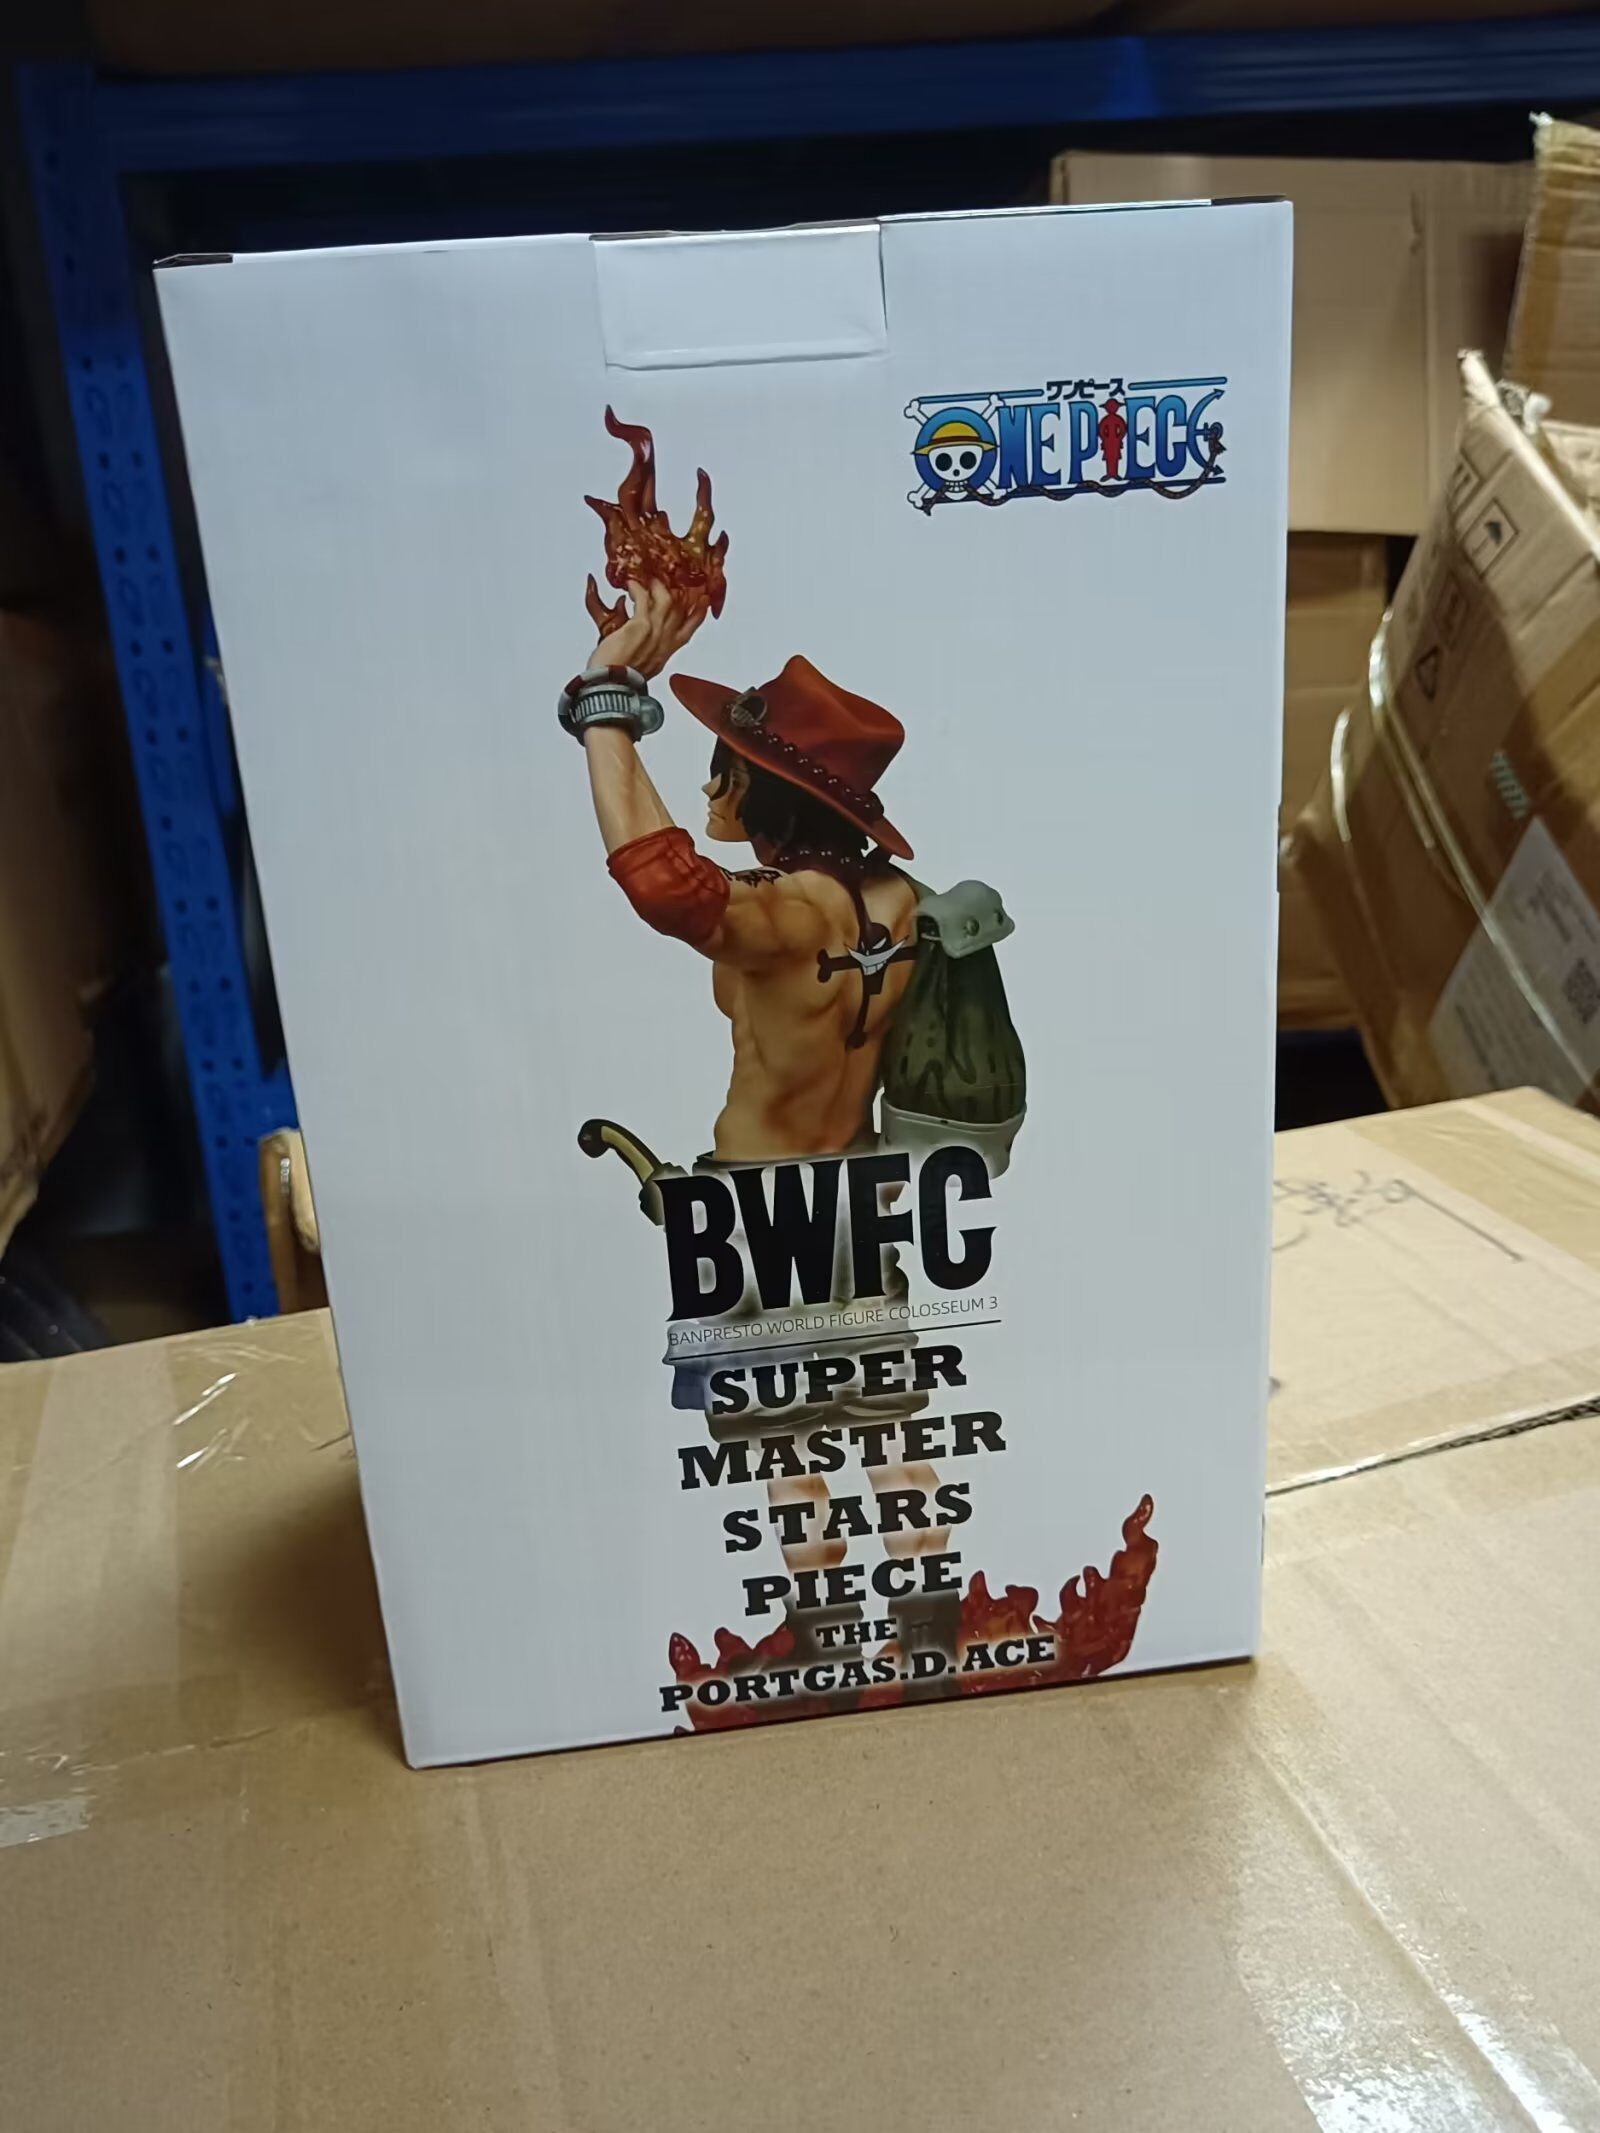 ワンピース
ONE PIECE
BWFC
BANPRESTO WORLD FIGURE COLOSSEUM 3
SUPER
MASTER
STARS
PIECE
THE
PORTGAS.D.ACE